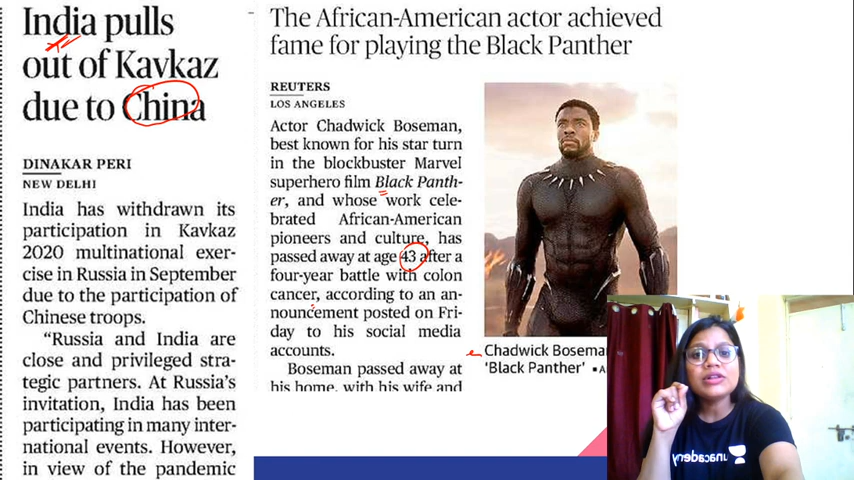 India pulls
out of Kavkaz
due to China
DINAKAR PERI
NEW DELHI
India has withdrawn its
participation in Kavkaz
2020 multinational exer-
cise in Russia in September
due to the participation of
Chinese troops.
“Russia and India are
close and privileged stra-
tegic partners. At Russia’s
invitation, India has been
participating in many inter-
national events. However,
in view of the pandemic
The African-American actor achieved
fame for playing the Black Panther
REUTERS
LOS ANGELES
Actor Chadwick Boseman,
best known for his star turn
in the blockbuster Marvel
superhero film Black Panth-
er, and whose work cele-
brated African-American
pioneers and culture, has
passed away at age 43 after a
four-year battle with colon
cancer, according to an an-
nouncement posted on Fri-
day to his social media
accounts.
Boseman passed away at
his home, with his wife and
Chadwick Boseman
‘Black Panther’ ▪A
unacademy